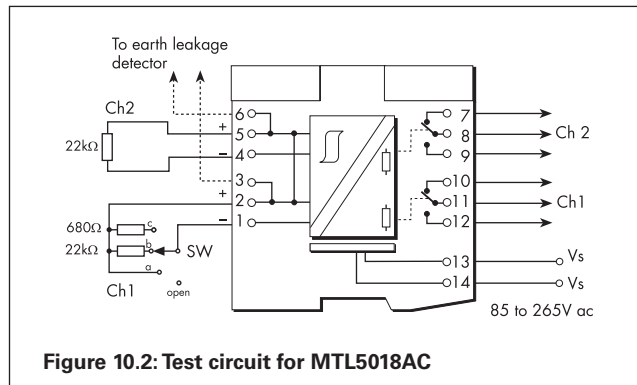 To earth leakage
detector
Ch2
22kΩ
+
–
+
–
6
5
4
3
2
1
680Ω
22kΩ
c
b
a
open
SW
Ch1
7
8
9
10
11
12
13
14
Ch 2
Ch1
Vs
Vs
85 to 265V ac
Figure 10.2: Test circuit for MTL5018AC